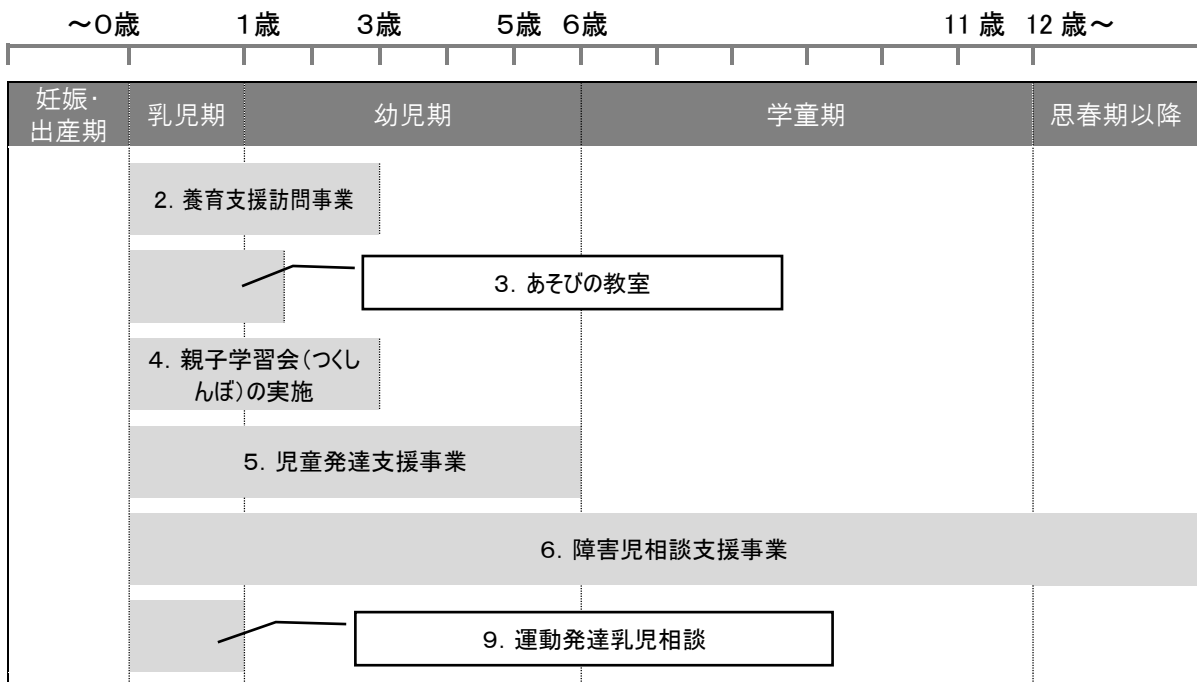 ～０歳 １歳 ３歳 ５歳 ６歳 11 歳 12 歳～
妊娠・
出産期
乳児期 幼児期 学童期 思春期以降
２．養育支援訪問事業
３．あそびの教室
４．親子学習会（つくし
んぼ）の実施
５．児童発達支援事業
６．障害児相談支援事業
９．運動発達乳児相談